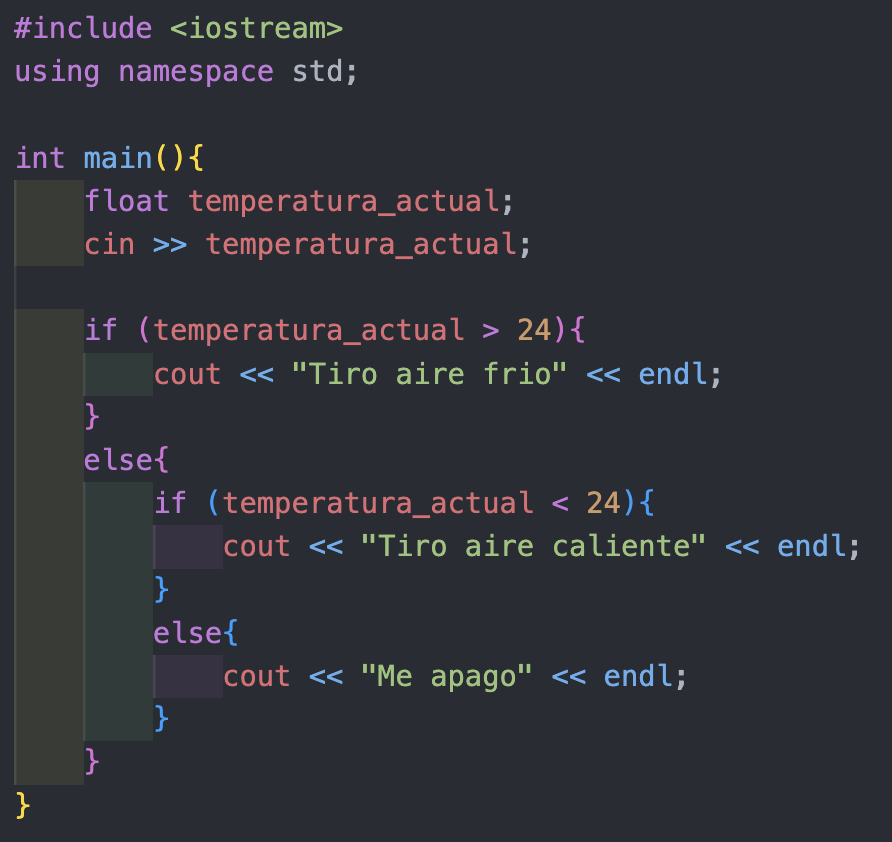 #include <iostream>
using namespace std;

int main(){
    float temperatura_actual;
    cin >> temperatura_actual;

    if (temperatura_actual > 24){
        cout << "Tiro aire frio" << endl;
    }
    else{
        if (temperatura_actual < 24){
            cout << "Tiro aire caliente" << endl;
        }
        else{
            cout << "Me apago" << endl;
        }
    }
}